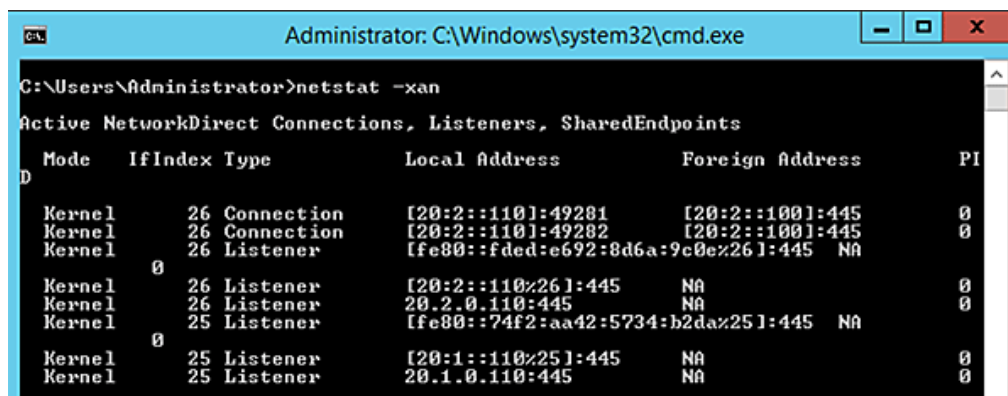 Administrator: C:\Windows\system32\cmd.exe
C:\Users\Administrator>netstat -xan
Active NetworkDirect Connections, Listeners, SharedEndpoints
Mode IfIndex Type Local Address Foreign Address PI
D
Kernel 26 Connection [20:2::110]:49281 [20:2::100]:445 0
Kernel 26 Connection [20:2::110]:49282 [20:2::100]:445 0
Kernel 26 Listener [fe80::fded:e692:8d6a:9c0e%26]:445 NA
0
Kernel 26 Listener [20:2::110%26]:445 NA 0
Kernel 26 Listener 20.2.0.110:445 NA 0
Kernel 25 Listener [fe80::74f2:aa42:5734:b2da%25]:445 NA
0
Kernel 25 Listener [20:1::110%25]:445 NA 0
Kernel 25 Listener 20.1.0.110:445 NA 0